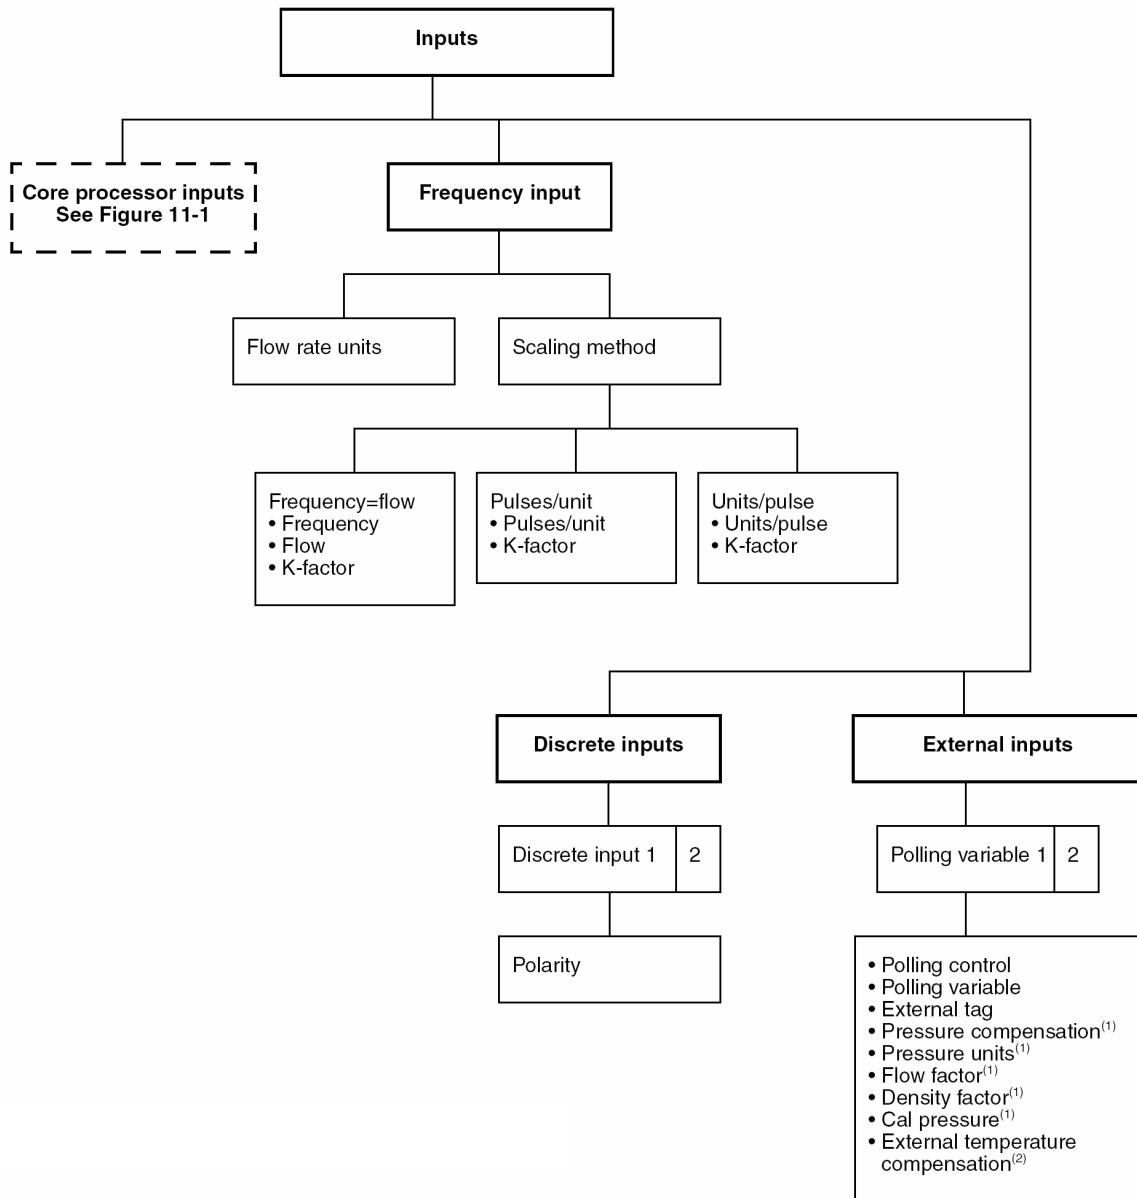 Inputs
Core processor inputs
See Figure 11-1
Frequency input
Flow rate units
Scaling method
Frequency=flow
• Frequency
• Flow
• K-factor
Pulses/unit
• Pulses/unit
• K-factor
Units/pulse
• Units/pulse
• K-factor
Discrete inputs
External inputs
Discrete input 1 2
Polling variable 1 2
Polarity
• Polling control
• Polling variable
• External tag
• Pressure compensation(1)
• Pressure units(1)
• Flow factor(1)
• Density factor(1)
• Cal pressure(1)
• External temperature
compensation(2)